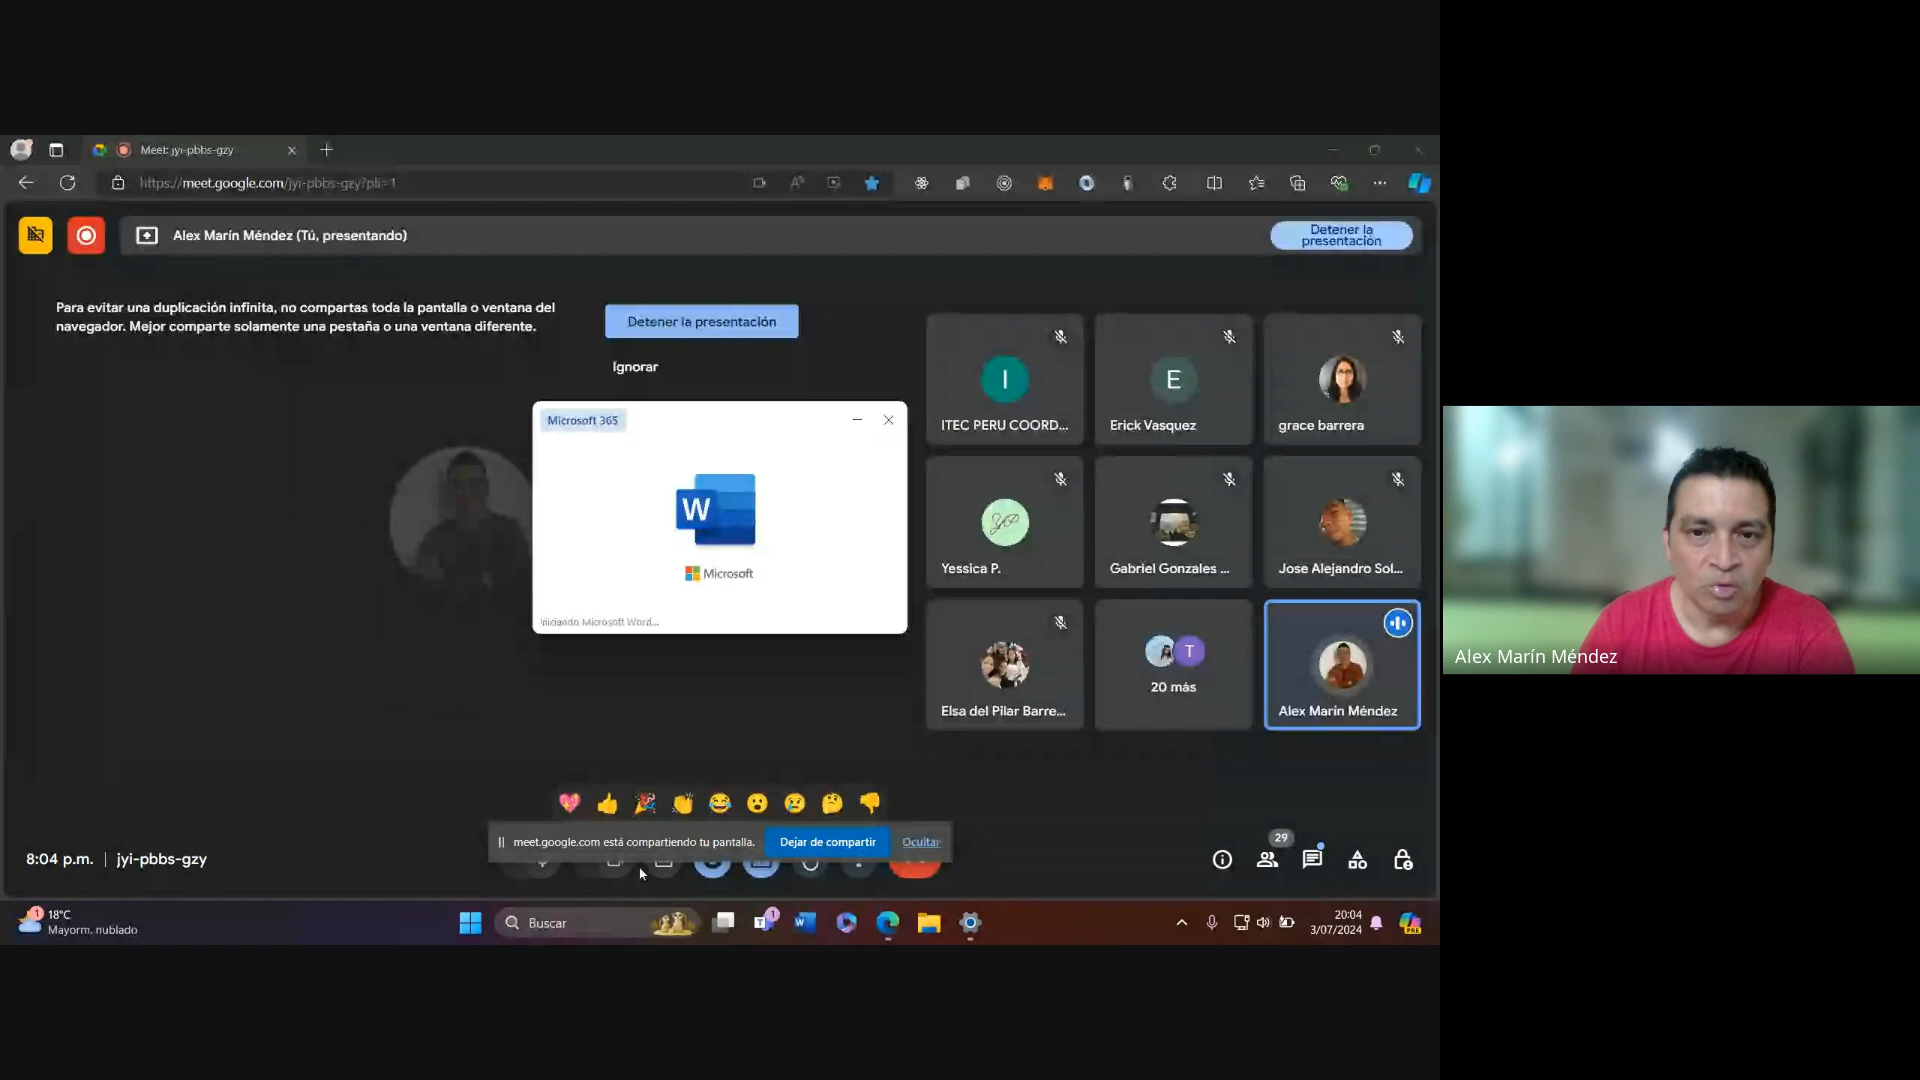 Meet: jyi-pbbs-gzy
https://meet.google.com/jyi-pbbs-gzy?pli=1
Alex Marín Méndez (Tú, presentando)
Detener la
presentación
Para evitar una duplicación infinita, no compartas toda la pantalla o ventana del
navegador. Mejor comparte solamente una pestaña o una ventana diferente.
Detener la presentación
Ignorar
Microsoft 365
W
Microsoft
Iniciando Microsoft Word...
I
ITEC PERU COORD...
E
Erick Vasquez
grace barrera
Yessica P.
Gabriel Gonzales ...
Jose Alejandro Sol...
Elsa del Pilar Barre...
T
20 más
Alex Marín Méndez
Alex Marín Méndez
meet.google.com está compartiendo tu pantalla.
Dejar de compartir
Ocultar
8:04 p.m.
jyi-pbbs-gzy
29
1
18°C
Mayorm. nublado
Buscar
1
20:04
3/07/2024
PRE